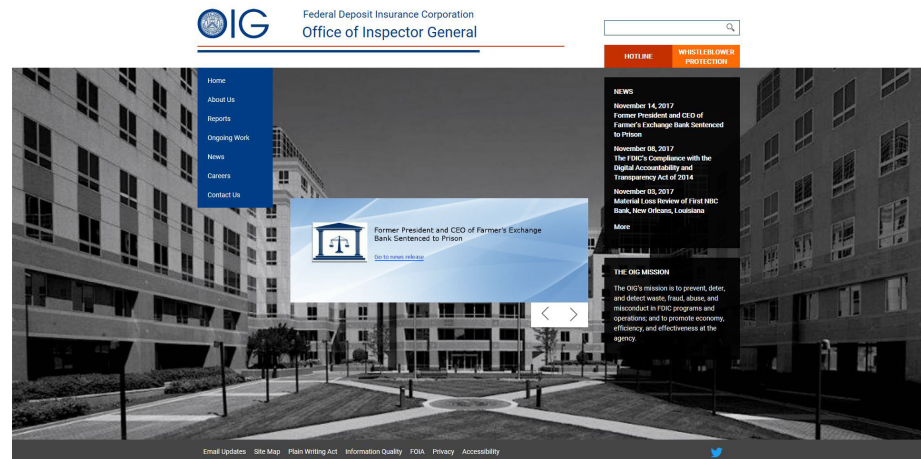 OIG
Federal Deposit Insurance Corporation
Office of Inspector General
HOTLINE
WHISTLEBLOWER
PROTECTION
Home
About Us
Reports
Ongoing Work
News
Careers
Contact Us
Former President and CEO of Farmer's Exchange
Bank Sentenced to Prison
Go to news release
NEWS
November 14, 2017
Former President and CEO of
Farmer's Exchange Bank Sentenced
to Prison
November 08, 2017
The FDIC's Compliance with the
Digital Accountability and
Transparency Act of 2014
November 03, 2017
Material Loss Review of First NBC
Bank, New Orleans, Louisiana
More
THE OIG MISSION
The OIG's mission is to prevent, deter,
and detect waste, fraud, abuse, and
misconduct in FDIC programs and
operations; and to promote economy,
efficiency, and effectiveness at the
agency.
Email Updates Site Map Plain Writing Act Information Quality FOIA Privacy Accessibility